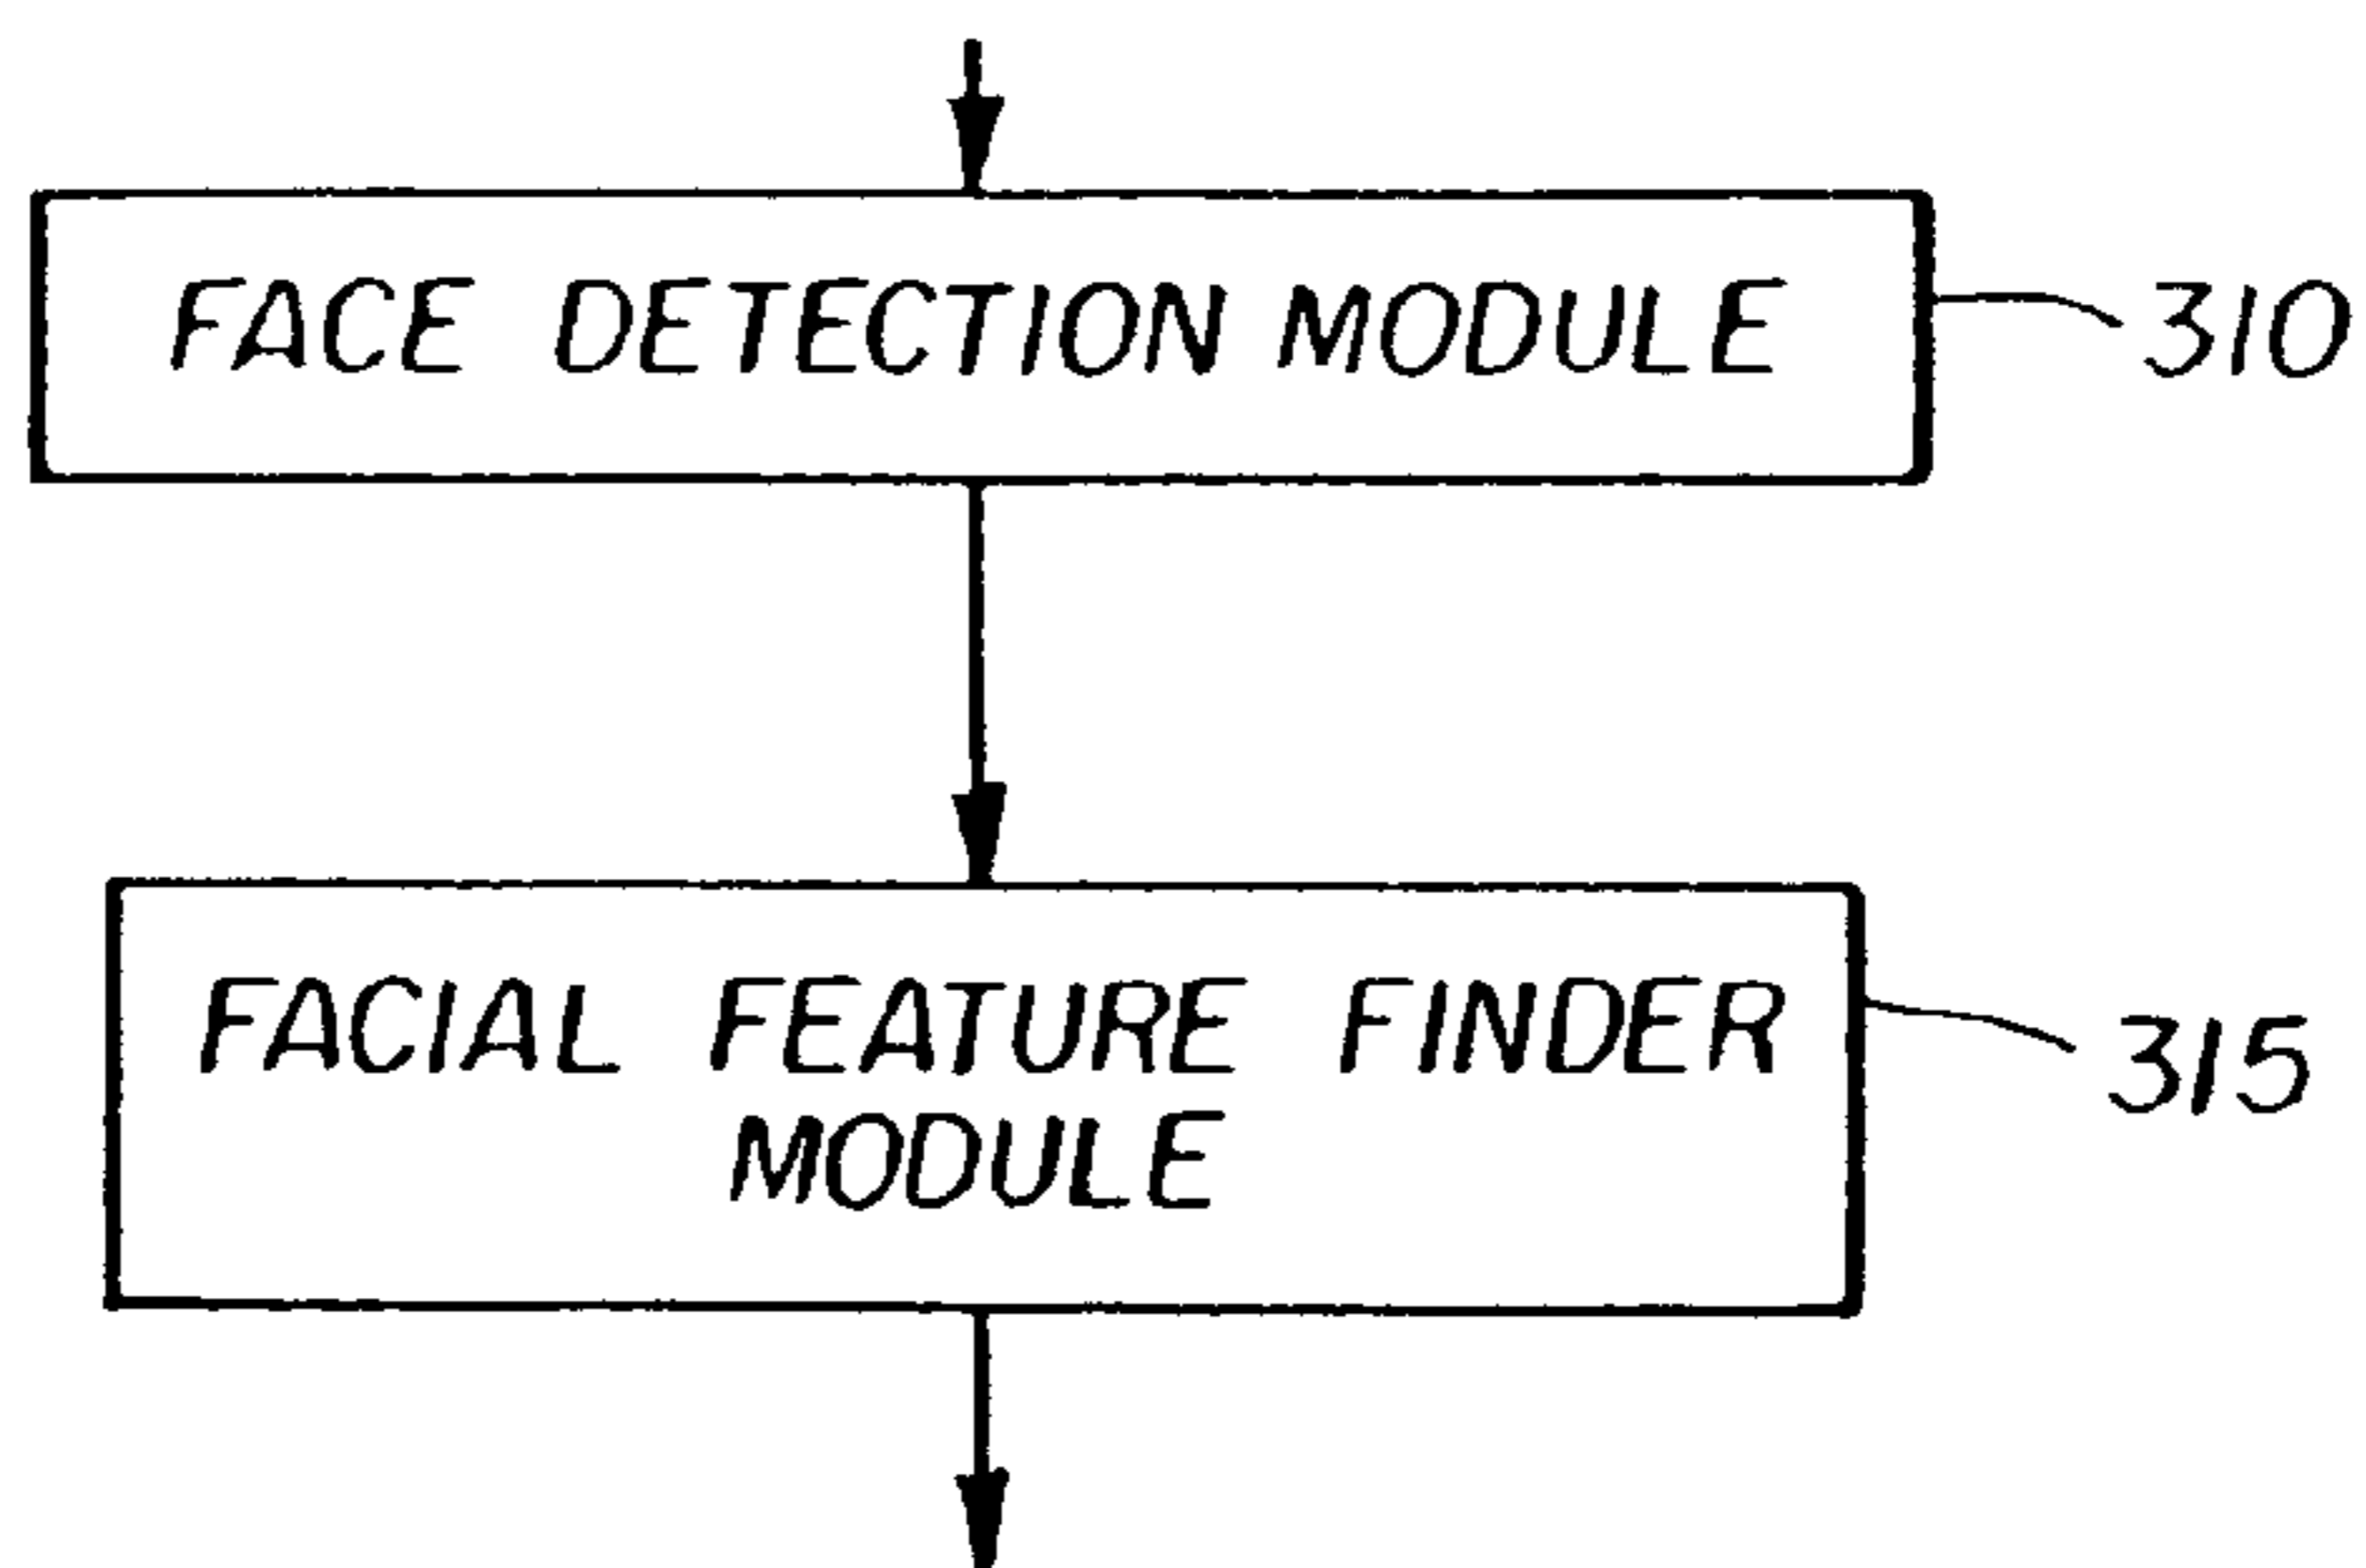 FACE DETECTION MODULE
310
FACIAL FEATURE FINDER
MODULE
315